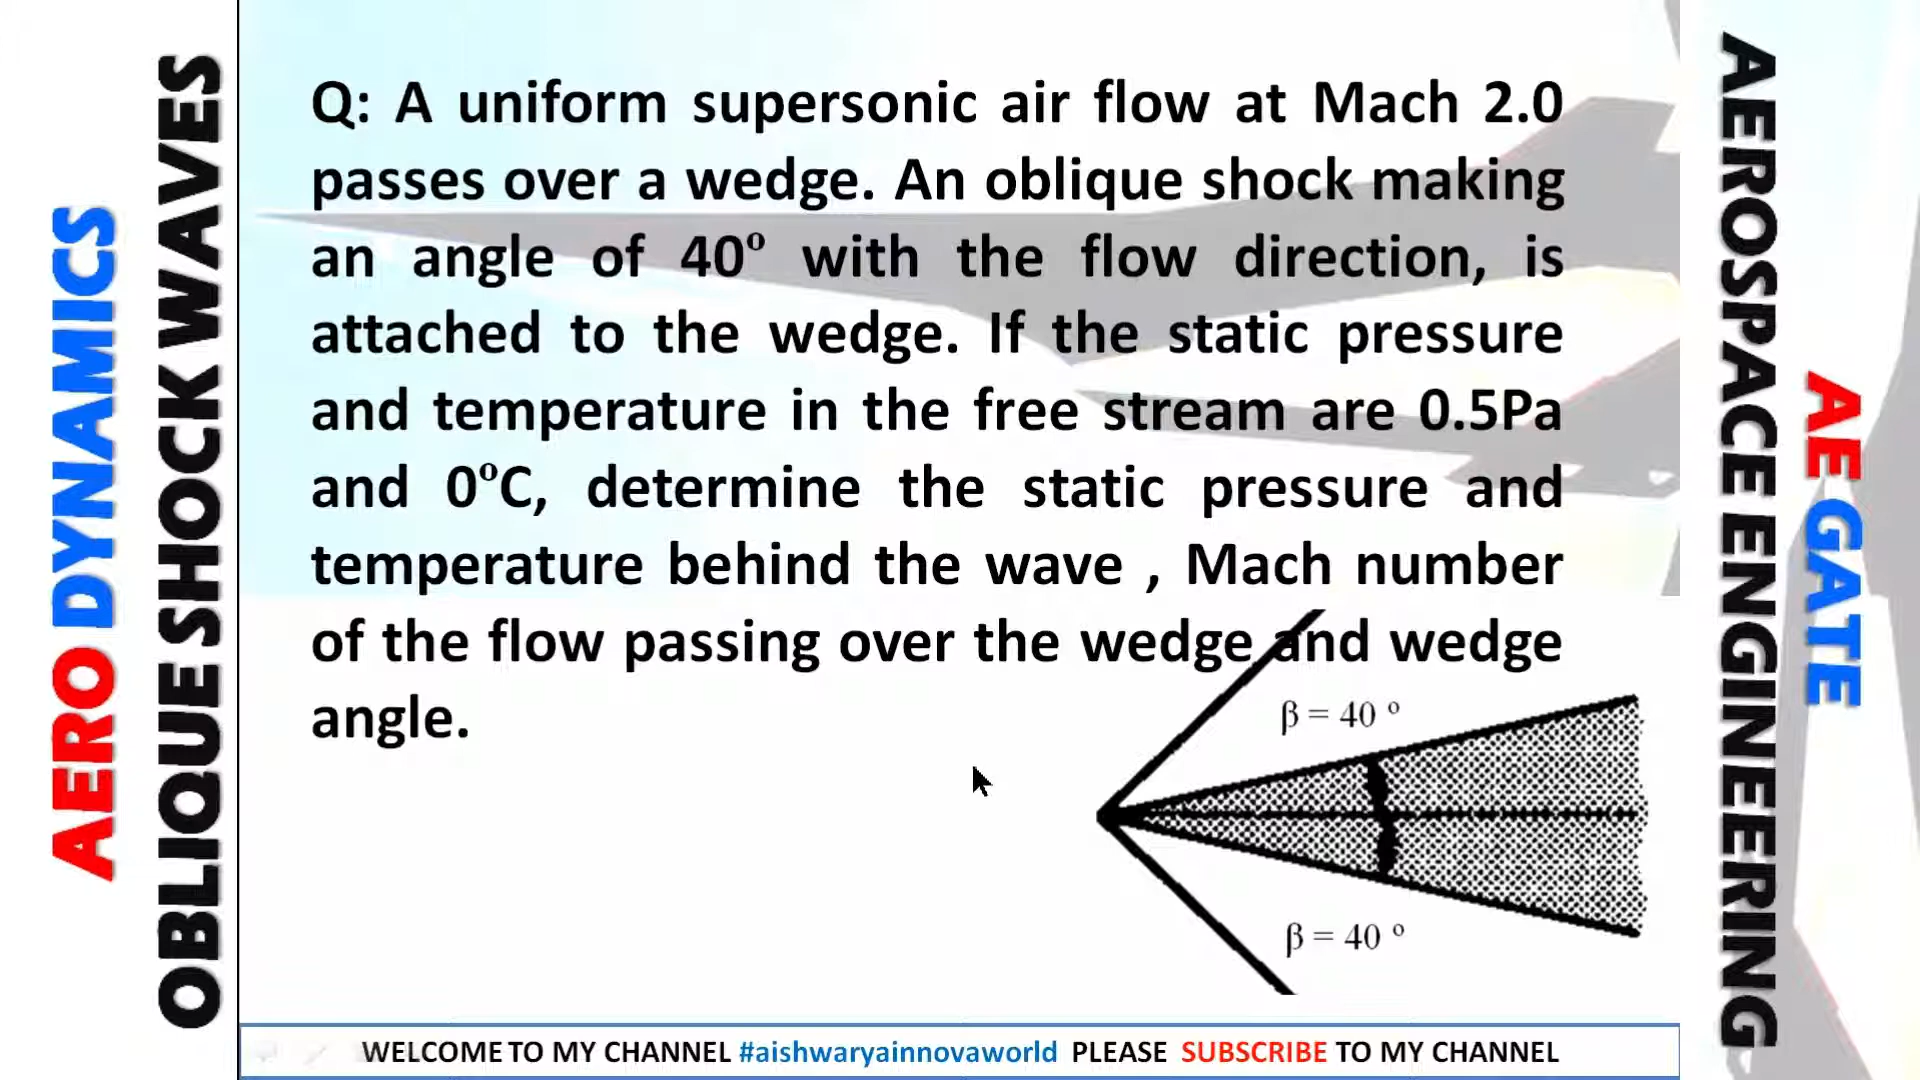 AERO DYNAMICS
OBLIQUE SHOCK WAVES
Q: A uniform supersonic air flow at Mach 2.0
passes over a wedge. An oblique shock making
an angle of 40º with the flow direction, is
attached to the wedge. If the static pressure
and temperature in the free stream are 0.5Pa
and 0ºC, determine the static pressure and
temperature behind the wave , Mach number
of the flow passing over the wedge and wedge
angle.
β = 40 º
β = 40 º
AEROSPACE ENGINEERING
AE GATE
WELCOME TO MY CHANNEL #aishwaryainnovaworld PLEASE SUBSCRIBE TO MY CHANNEL